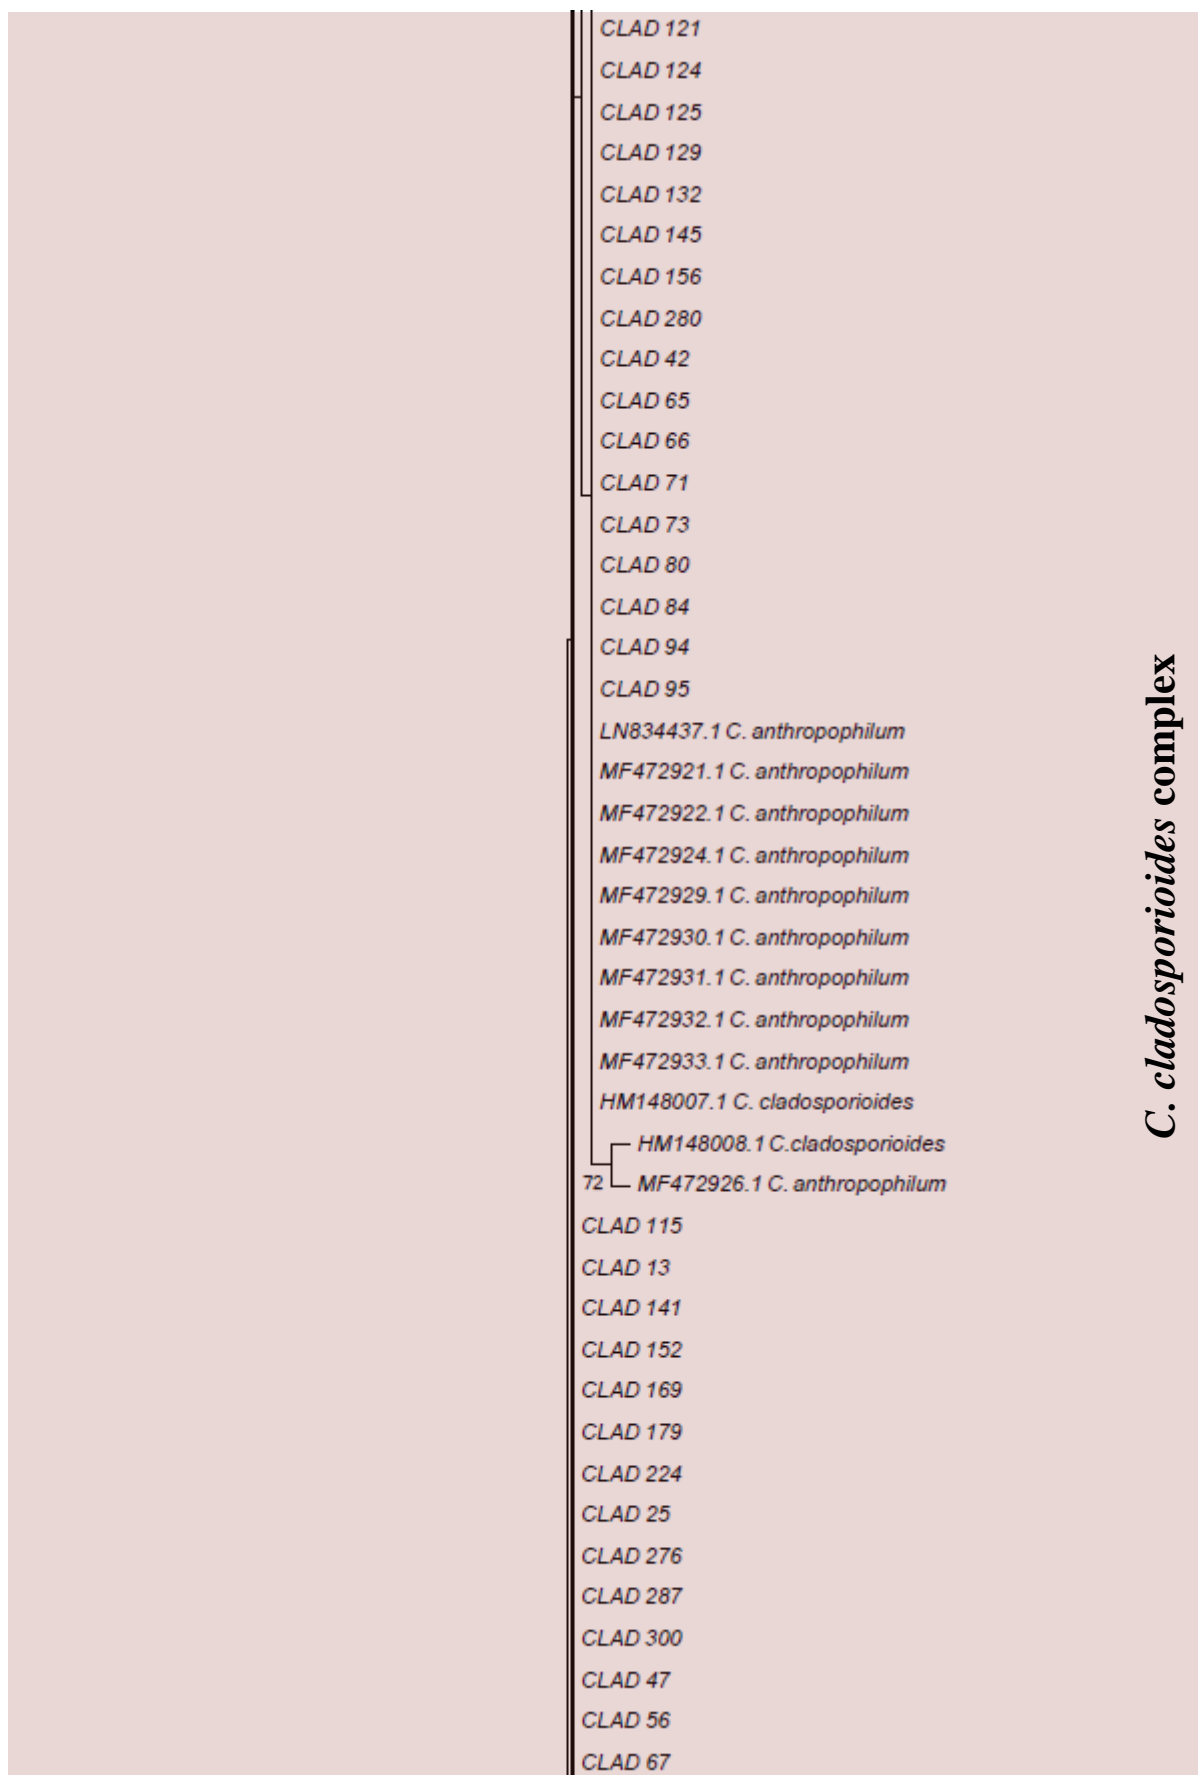 CLAD 121
CLAD 124
CLAD 125
CLAD 129
CLAD 132
CLAD 145
CLAD 156
CLAD 280
CLAD 42
CLAD 65
CLAD 66
CLAD 71
CLAD 73
CLAD 80
CLAD 84
CLAD 94
CLAD 95
LN834437.1 C. anthropophilum
MF472921.1 C. anthropophilum
MF472922.1 C. anthropophilum
MF472924.1 C. anthropophilum
MF472929.1 C. anthropophilum
MF472930.1 C. anthropophilum
MF472931.1 C. anthropophilum
MF472932.1 C. anthropophilum
MF472933.1 C. anthropophilum
HM148007.1 C. cladosporioides
HM148008.1 C.cladosporioides
72 MF472926.1 C. anthropophilum
CLAD 115
CLAD 13
CLAD 141
CLAD 152
CLAD 169
CLAD 179
CLAD 224
CLAD 25
CLAD 276
CLAD 287
CLAD 300
CLAD 47
CLAD 56
CLAD 67
C. cladosporioides complex